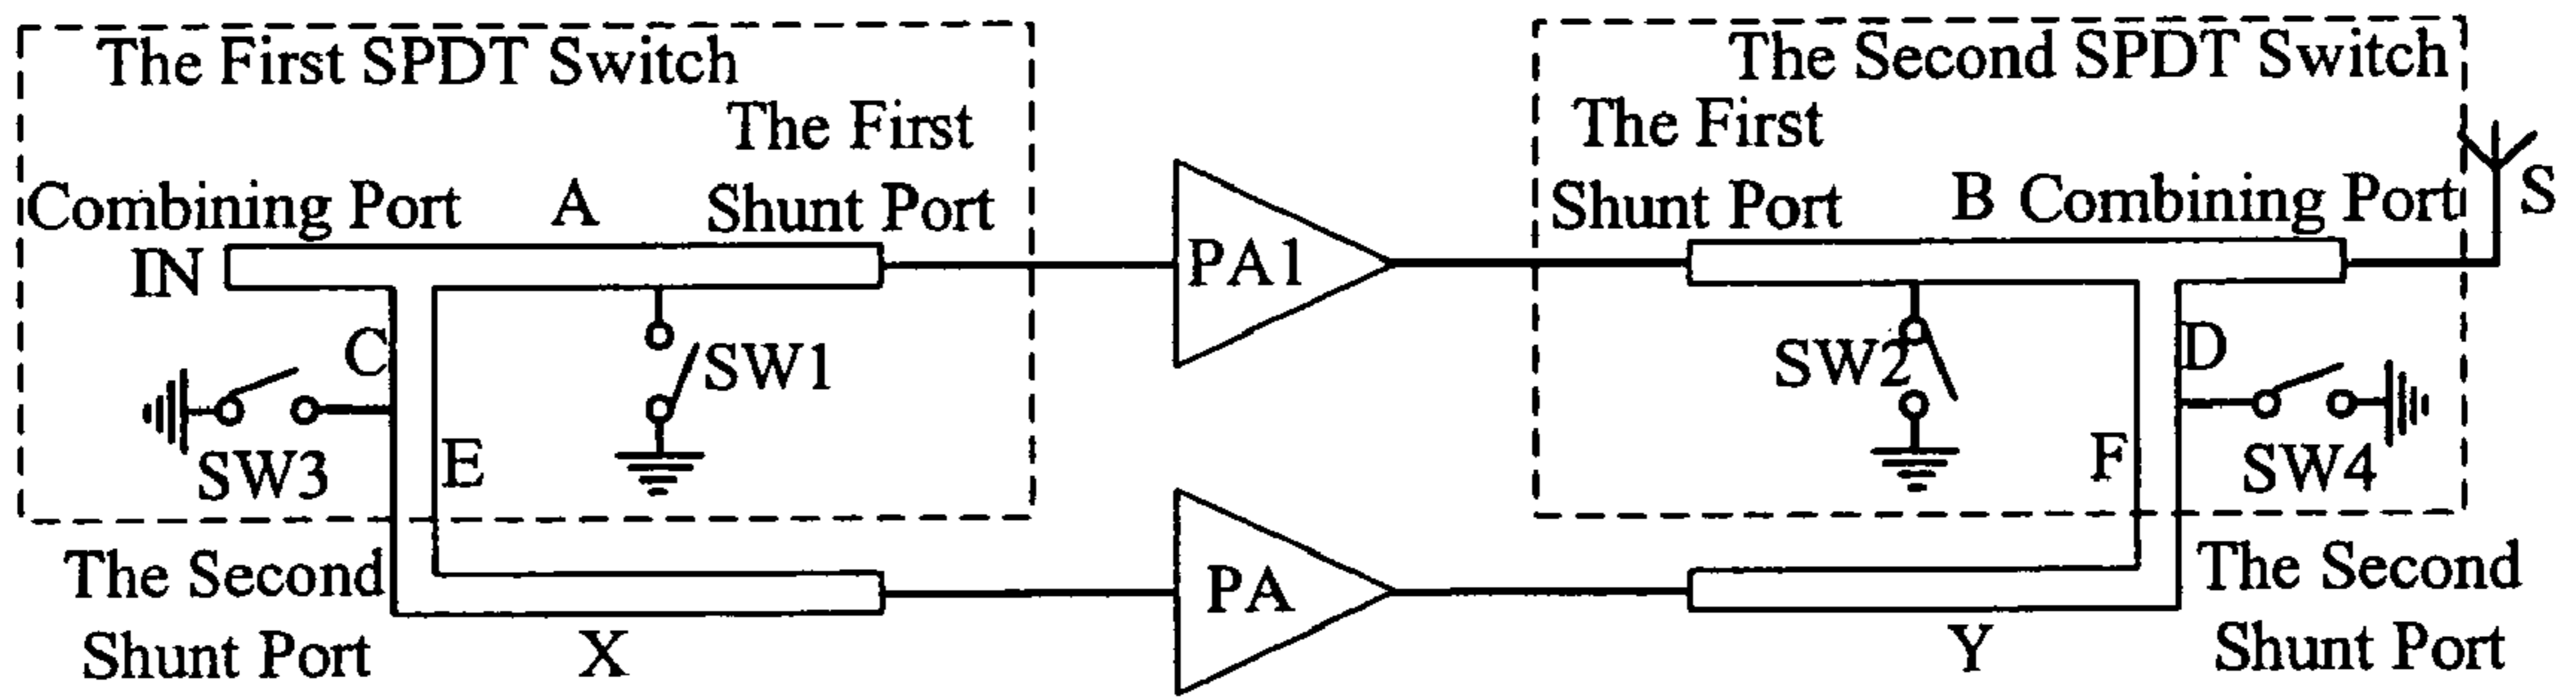 The First SPDT Switch
The First
Shunt Port
Combining Port
A
IN
C
SW3
E
SW1
The Second
Shunt Port
X
PA1
PA
The Second SPDT Switch
The First
Shunt Port
B
Combining Port
S
SW2
D
F
SW4
The Second
Shunt Port
Y